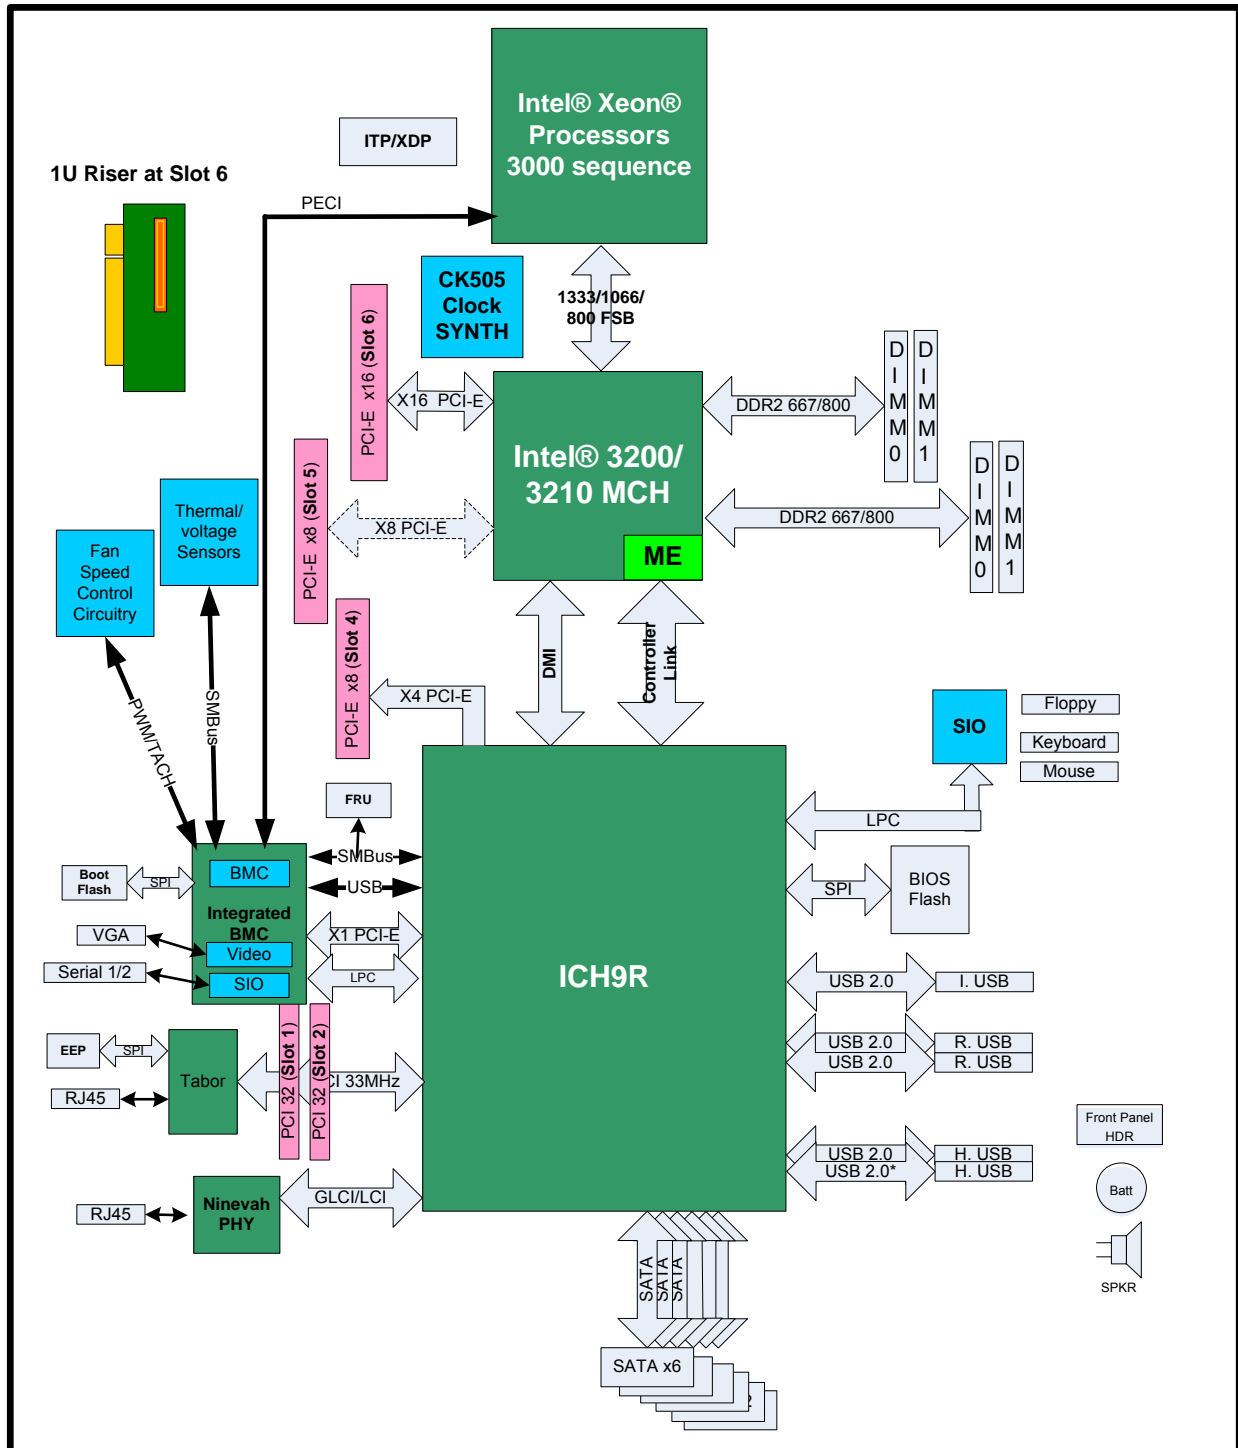 Intel® Xeon®
Processors
3000 sequence
ITP/XDP
1U Riser at Slot 6
PECI
CK505
Clock
SYNTH
1333/1066/
800 FSB
PCI-E x16 (Slot 6)
X16 PCI-E
DDR2 667/800
DIMM0
DIMM1
Intel® 3200/
3210 MCH
ME
PCI-E x8 (Slot 5)
X8 PCI-E
DDR2 667/800
DIMM0
DIMM1
Thermal/
voltage
Sensors
Fan
Speed
Control
Circuitry
PCI-E x8 (Slot 4)
X4 PCI-E
DMI
Controller
Link
PWM/TACH
SMBus
SIO
Floppy
Keyboard
Mouse
LPC
FRU
SMBus
USB
Boot
Flash
SPI
BMC
Integrated
BMC
Video
SIO
VGA
Serial 1/2
X1 PCI-E
LPC
ICH9R
SPI
BIOS
Flash
USB 2.0
I. USB
USB 2.0
R. USB
USB 2.0
R. USB
EEP
SPI
Tabor
RJ45
PCI 32 (Slot 1)
PCI 32 (Slot 2)
CI 33MHz
USB 2.0
H. USB
USB 2.0*
H. USB
Front Panel
HDR
Batt
SPKR
RJ45
Ninevah
PHY
GLCI/LCI
SATA
SATA
SATA
SATA x6